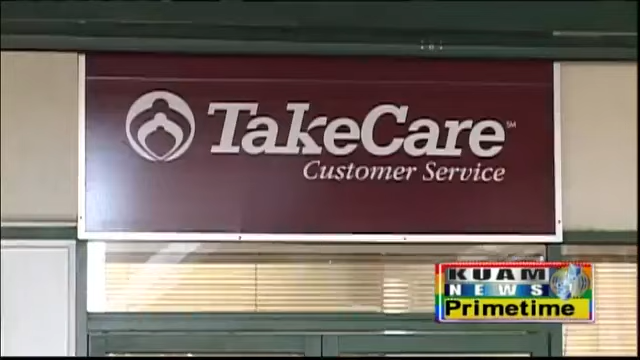 TakeCare℠
Customer Service
KUAM
NEWS
Primetime